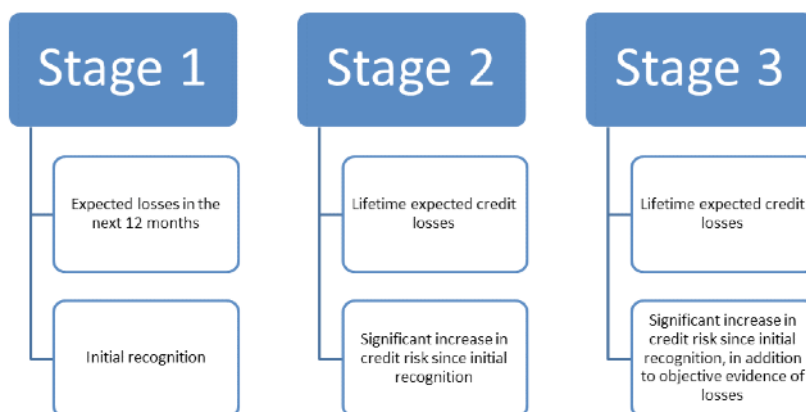 Stage 1
Expected losses in the
next 12 months
Initial recognition
Stage 2
Lifetime expected credit
losses
Significant increase in
credit risk since initial
recognition
Stage 3
Lifetime expected credit
losses
Significant increase in
credit risk since initial
recognition, in addition
to objective evidence of
losses